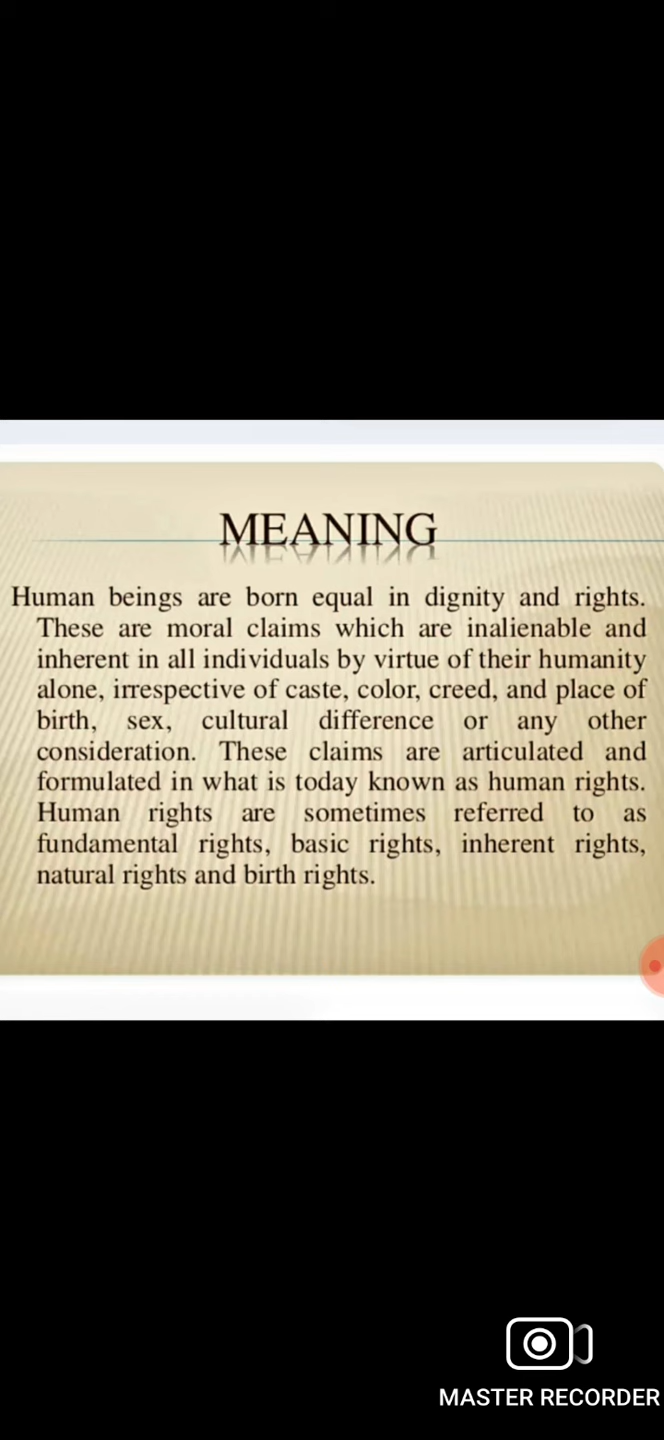 MEANING
Human beings are born equal in dignity and rights.
These are moral claims which are inalienable and
inherent in all individuals by virtue of their humanity
alone, irrespective of caste, color, creed, and place of
birth, sex, cultural difference or any other
consideration. These claims are articulated and
formulated in what is today known as human rights.
Human rights are sometimes referred to as
fundamental rights, basic rights, inherent rights,
natural rights and birth rights.
MASTER RECORDER